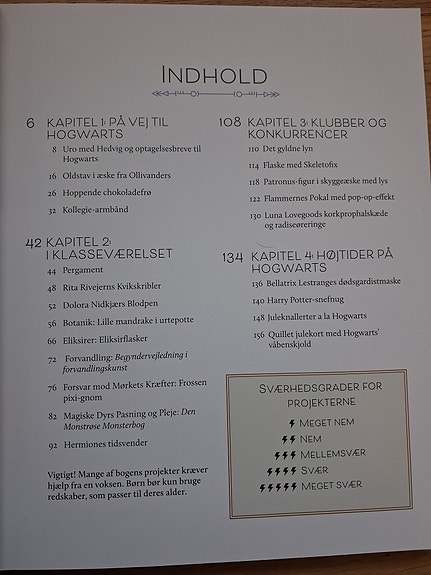 INDHOLD
6 KAPITEL 1: PÅ VEJ TIL
HOGWARTS
8 Uro med Hedvig og optagelsesbreve til
Hogwarts
16 Oldstav i æske fra Ollivanders
26 Hoppende chokoladefrø
32 Kollegie-armbånd
42 KAPITEL 2:
I KLASSEVÆRELSET
44 Pergament
48 Rita Rivejerns Kvikskribler
52 Dolora Nidkjærs Blodpen
56 Botanik: Lille mandrake i urtepotte
66 Eliksirer: Eliksirflasker
72 Forvandling: Begyndervejledning i
forvandlingskunst
76 Forsvar mod Mørkets Kræfter: Frossen
pixi-gnom
82 Magiske Dyrs Pasning og Pleje: Den
Monstrøse Monsterbog
92 Hermiones tidsvender
Vigtigt! Mange af bogens projekter kræver
hjælp fra en voksen. Børn bør kun bruge
redskaber, som passer til deres alder.
108 KAPITEL 3: KLUBBER OG
KONKURRENCER
110 Det gyldne lyn
114 Flaske med Skeletofix
118 Patronus-figur i skyggeæske med lys
122 Flammernes Pokal med pop-op-effekt
130 Luna Lovegoods korkprophalskæde
og radiseøreringe
134 KAPITEL 4: HØJTIDER PÅ
HOGWARTS
136 Bellatrix Lestranges dødsgardistmaske
140 Harry Potter-snefnug
148 Juleknallerter a la Hogwarts
156 Quillet julekort med Hogwarts'
våbenskjold
SVÆRHEDSGRADER FOR
PROJEKTERNE
MEGET NEM
NEM
MELLEMSVÆR
SVÆR
MEGET SVÆR